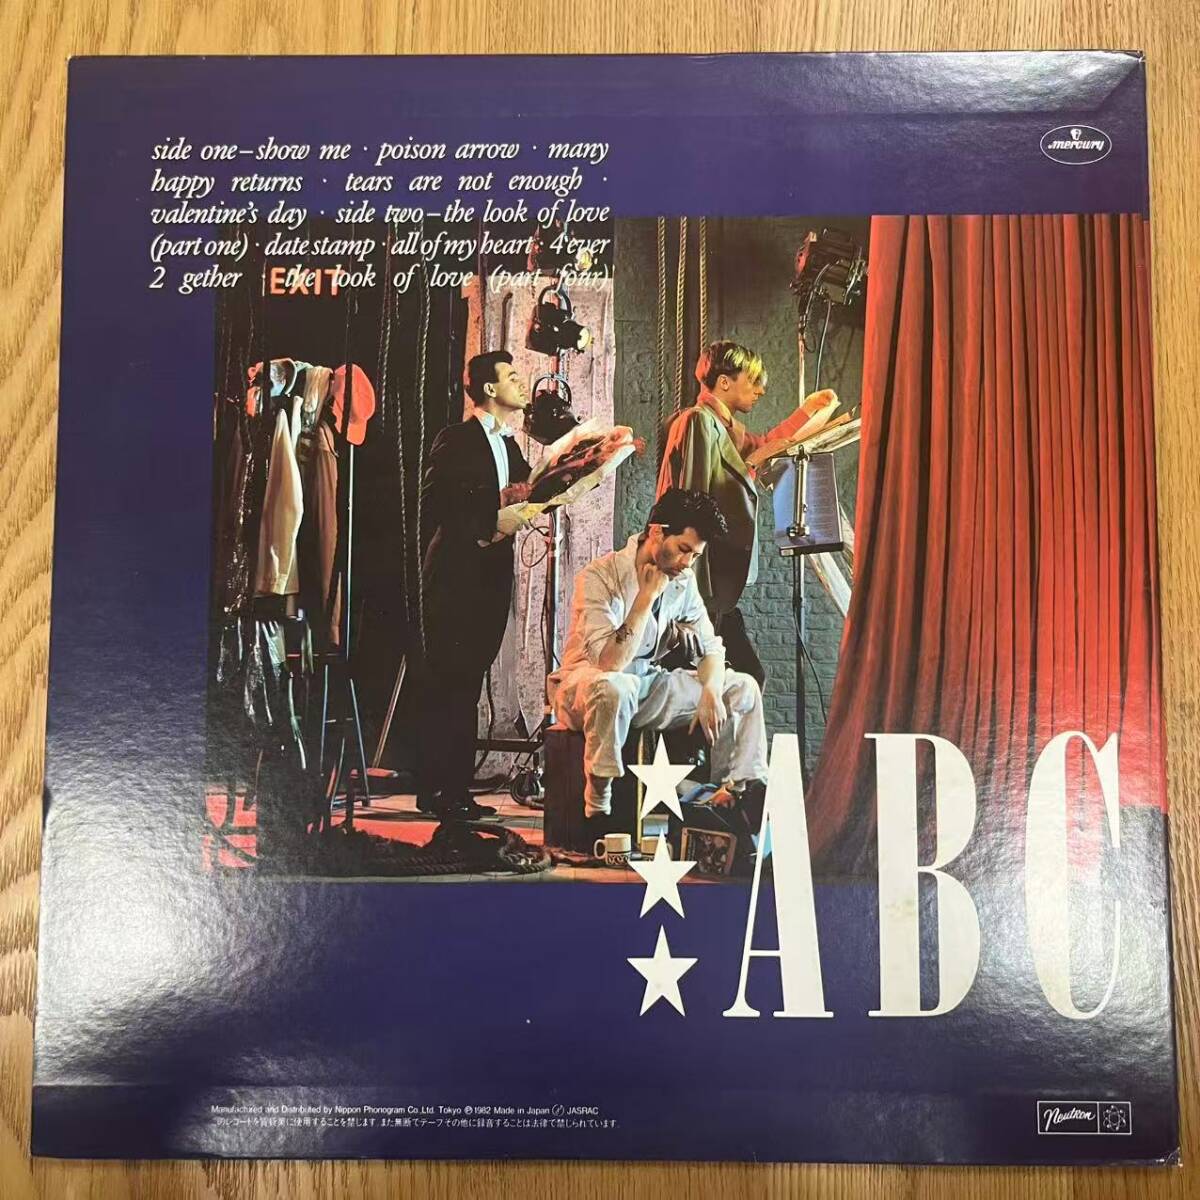 side one–show me · poison arrow · many
happy returns · tears are not enough ·
valentine's day · side two–the look of love
(part one) · date stamp · all of my heart · 4 ever
2 gether · the look of love (part four)
EXIT
mercury
ABC
Manufactured and Distributed by Nippon Phonogram Co., Ltd. Tokyo ℗ 1982 Made in Japan JASRAC
このレコードを賃貸業に使用することを禁じます。また無断でテープその他に録音することは法律で禁じられています。
Neutron